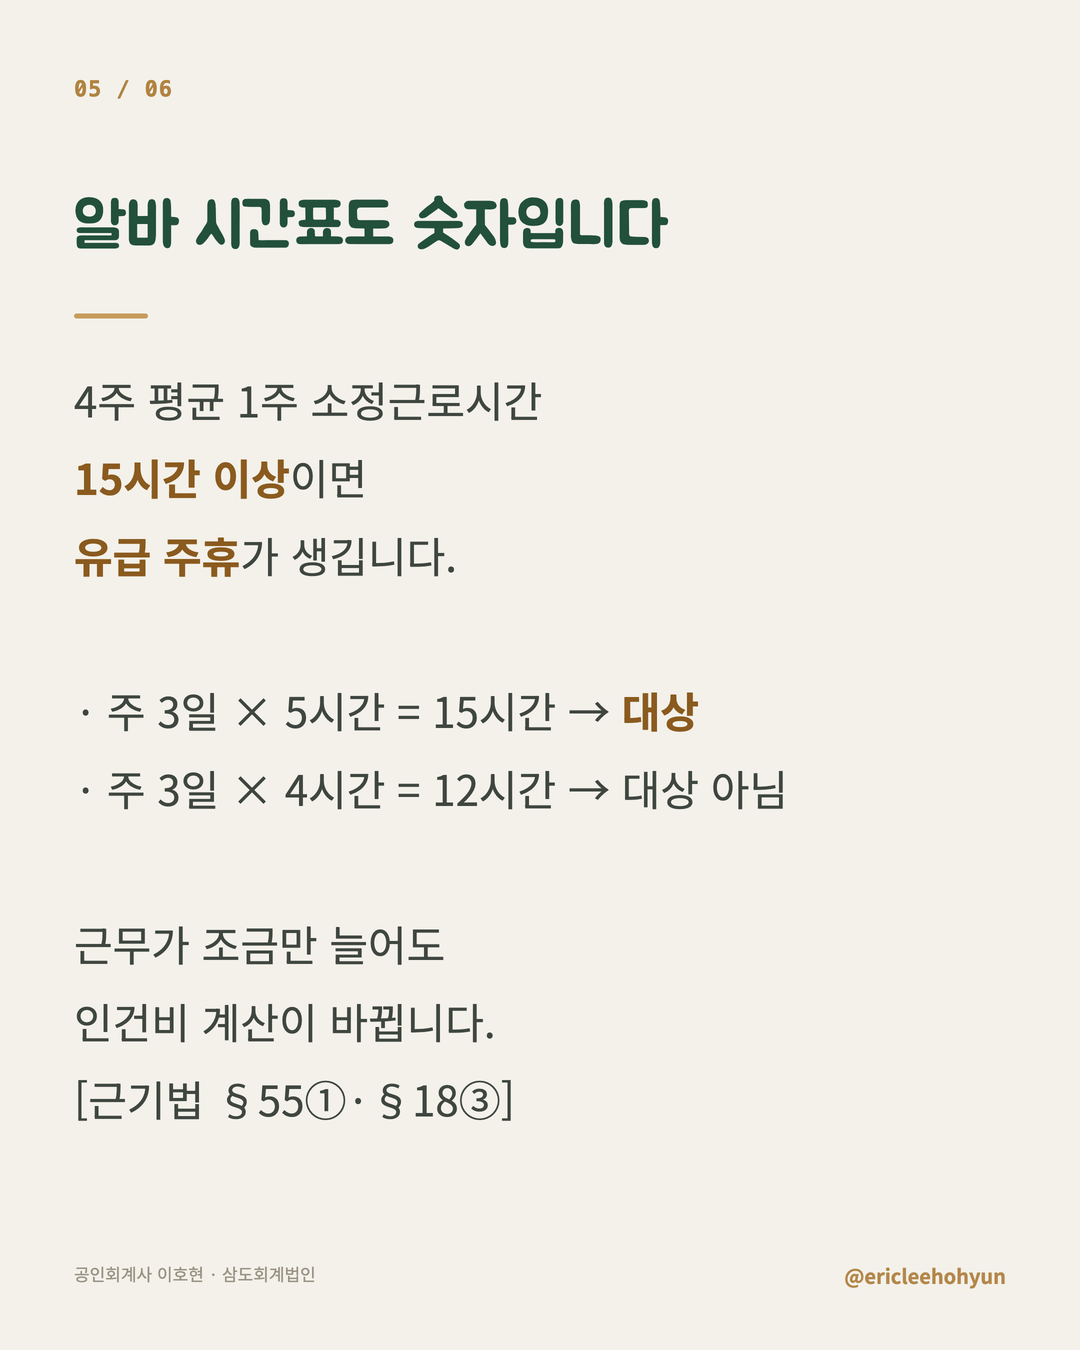 05 / 06
알바 시간표도 숫자입니다
4주 평균 1주 소정근로시간
15시간 이상이면
유급 주휴가 생깁니다.
· 주 3일 × 5시간 = 15시간 → 대상
· 주 3일 × 4시간 = 12시간 → 대상 아님
근무가 조금만 늘어도
인건비 계산이 바뀝니다.
[근기법 §55①·§18③]
공인회계사 이호현 · 삼도회계법인
@ericleehohyun